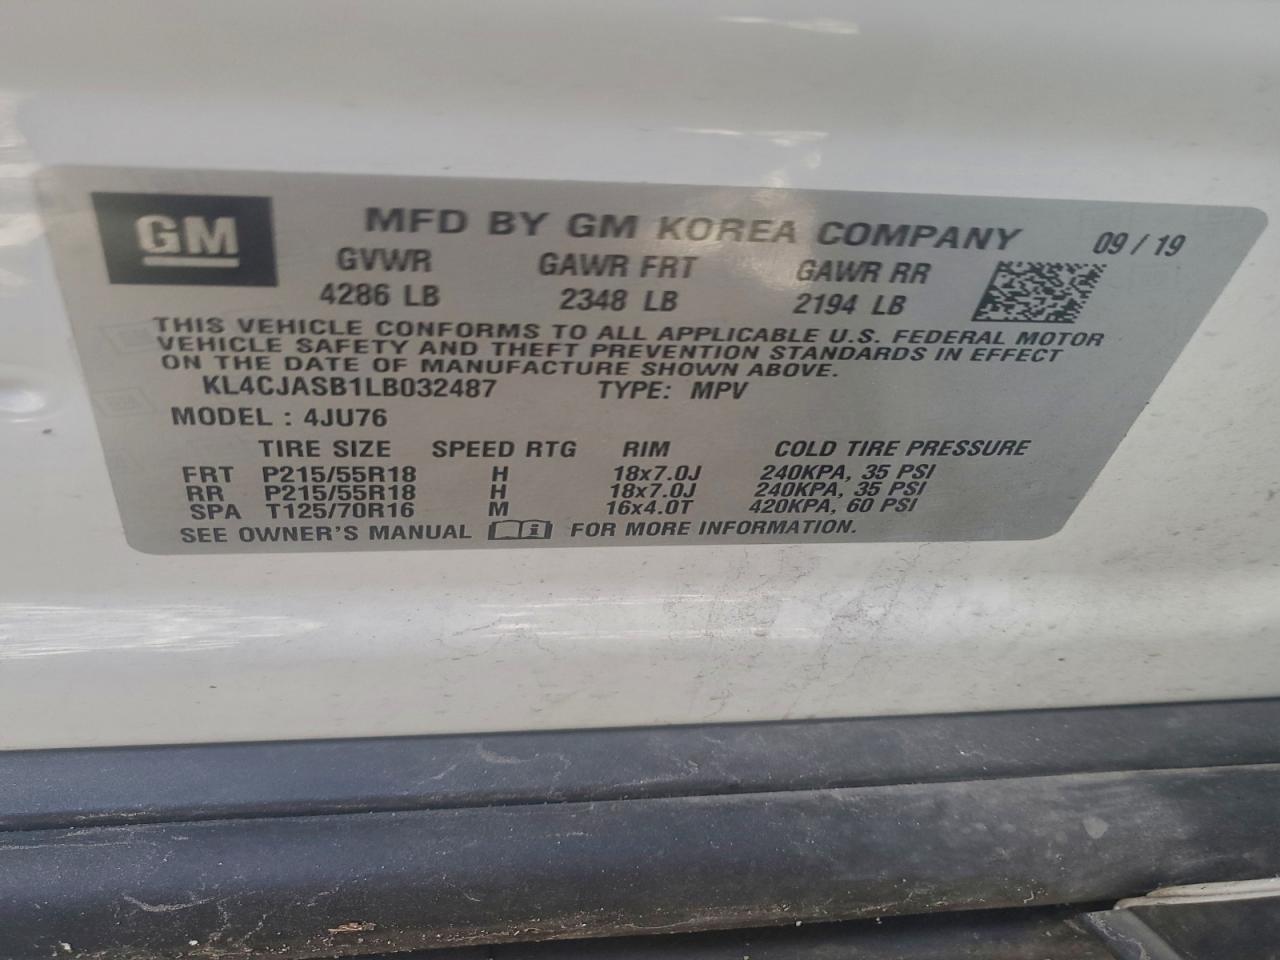 GM
MFD BY GM KOREA COMPANY 09 / 19
GVWR GAWR FRT GAWR RR
4286 LB 2348 LB 2194 LB
THIS VEHICLE CONFORMS TO ALL APPLICABLE U.S. FEDERAL MOTOR
VEHICLE SAFETY AND THEFT PREVENTION STANDARDS IN EFFECT
ON THE DATE OF MANUFACTURE SHOWN ABOVE.
KL4CJASB1LB032487 TYPE: MPV
MODEL : 4JU76
TIRE SIZE SPEED RTG RIM COLD TIRE PRESSURE
FRT P215/55R18 H 18x7.0J 240KPA, 35 PSI
RR P215/55R18 H 18x7.0J 240KPA, 35 PSI
SPA T125/70R16 M 16x4.0T 420KPA, 60 PSI
SEE OWNER'S MANUAL i FOR MORE INFORMATION.